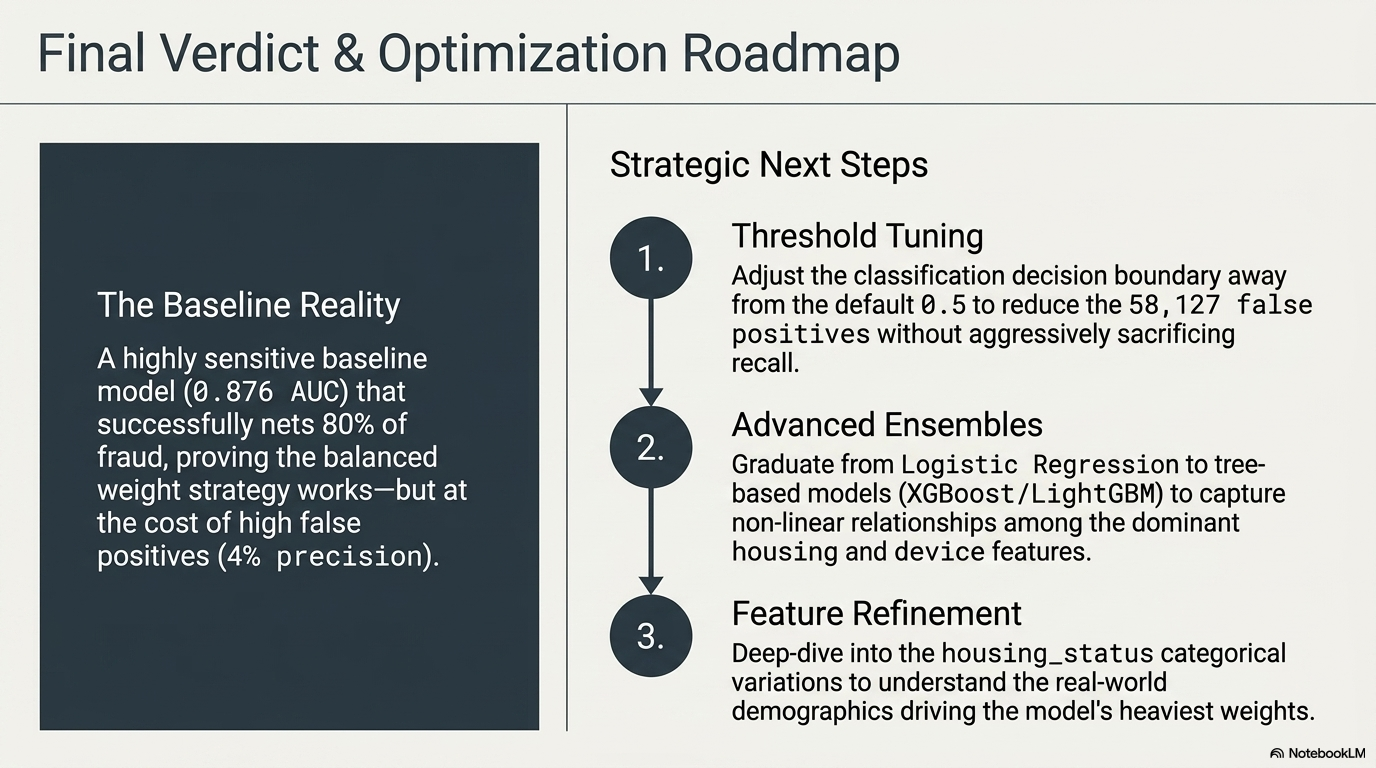 Final Verdict & Optimization Roadmap
The Baseline Reality
A highly sensitive baseline
model (0.876 AUC) that
successfully nets 80% of
fraud, proving the balanced
weight strategy works—but at
the cost of high false
positives (4% precision).
Strategic Next Steps
1.
Threshold Tuning
Adjust the classification decision boundary away
from the default 0.5 to reduce the 58,127 false
positives without aggressively sacrificing
recall.
2.
Advanced Ensembles
Graduate from Logistic Regression to tree-
based models (XGBoost/LightGBM) to capture
non-linear relationships among the dominant
housing and device features.
3.
Feature Refinement
Deep-dive into the housing_status categorical
variations to understand the real-world
demographics driving the model's heaviest weights.
NotebookLM